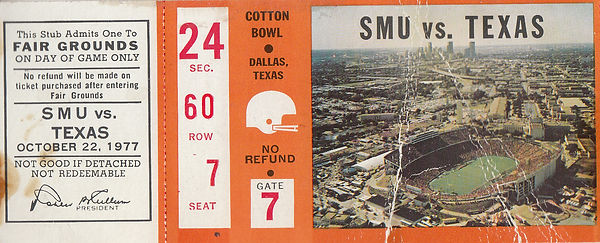 This Stub Admits One To
FAIR GROUNDS
ON DAY OF GAME ONLY
No refund will be made on
ticket purchased after entering
Fair Grounds
SMU vs.
TEXAS
OCTOBER 22, 1977
NOT GOOD IF DETACHED
NOT REDEEMABLE
PRESIDENT
24
SEC.
60
ROW
7
SEAT
COTTON
BOWL
•
DALLAS,
TEXAS
NO
REFUND
•
GATE
7
SMU vs. TEXAS